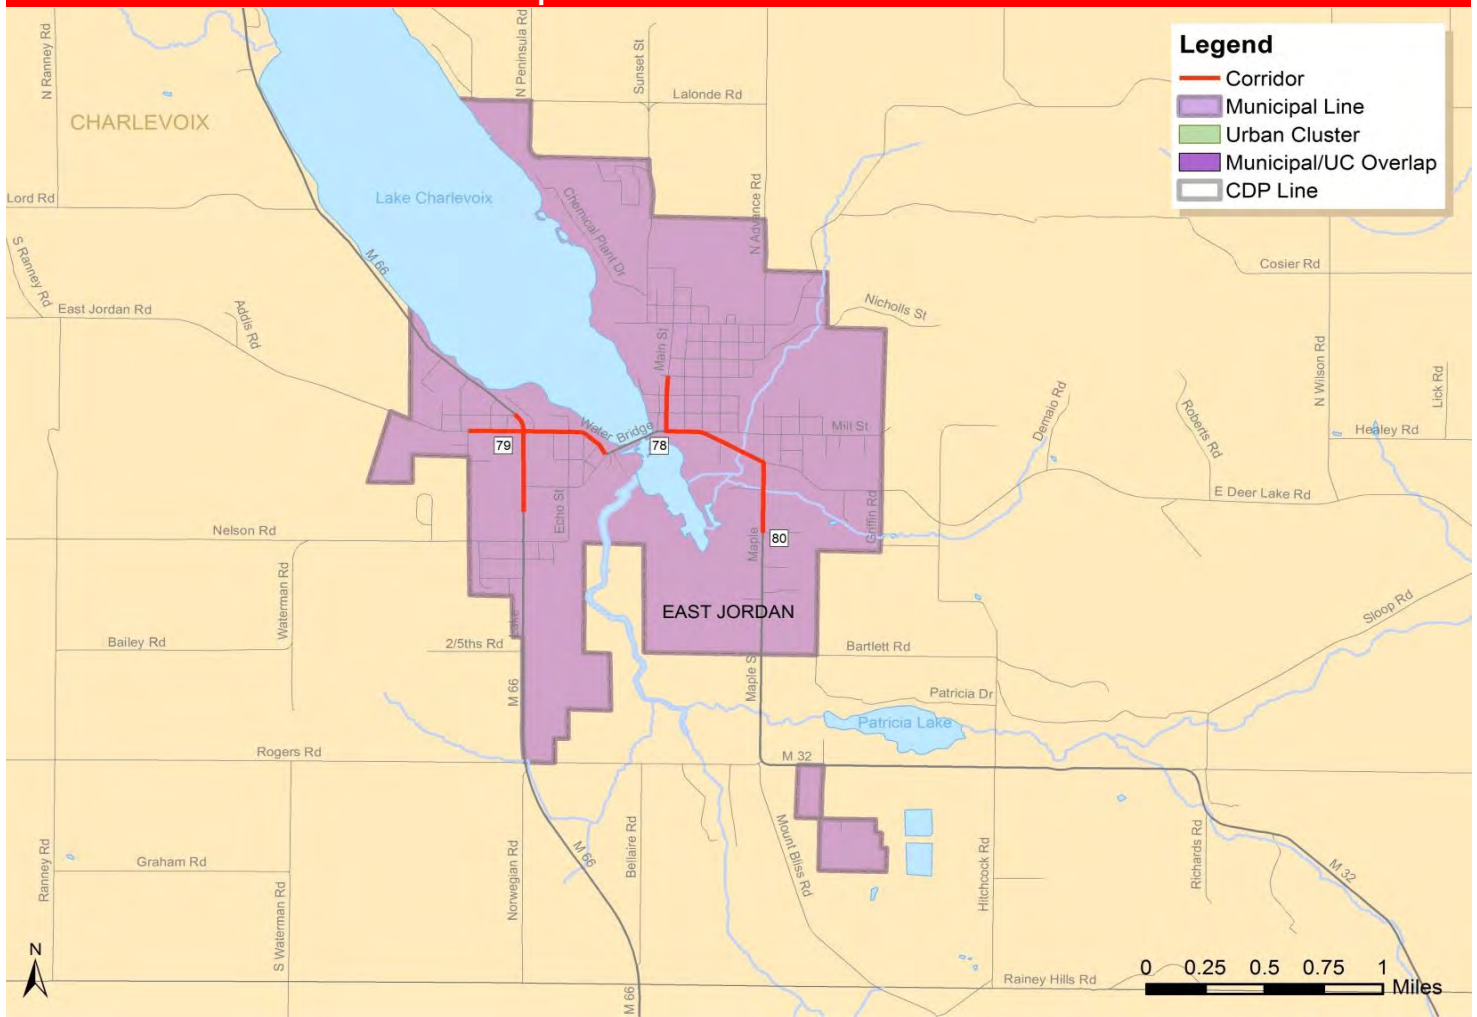 N Ranney Rd
N Peninsula Rd
Sunset St
Lalonde Rd
CHARLEVOIX
Legend
Corridor
Municipal Line
Urban Cluster
Municipal/UC Overlap
CDP Line
Lord Rd
Lake Charlevoix
Chemical Plant Dr
N Advance Rd
S Ranney Rd
M 66
Cosier Rd
East Jordan Rd
Addis Rd
Nicholls St
Main St
N Wilson Rd
Lick Rd
Demaio Rd
Roberts Rd
Water Bridge
Mill St
Healey Rd
79
78
E Deer Lake Rd
Echo St
Griffin Rd
Nelson Rd
Maple
80
Waterman Rd
EAST JORDAN
Sloop Rd
Lake
Bailey Rd
2/5ths Rd
Bartlett Rd
Maple S
M 66
Patricia Dr
Patricia Lake
Rogers Rd
M 32
Ranney Rd
Graham Rd
S Waterman Rd
Norwegian Rd
M 66
Bellaire Rd
Mount Bliss Rd
Hitchcock Rd
Richards Rd
M 32
N
M 66
Rainey Hills Rd
0 0.25 0.5 0.75 1
Miles